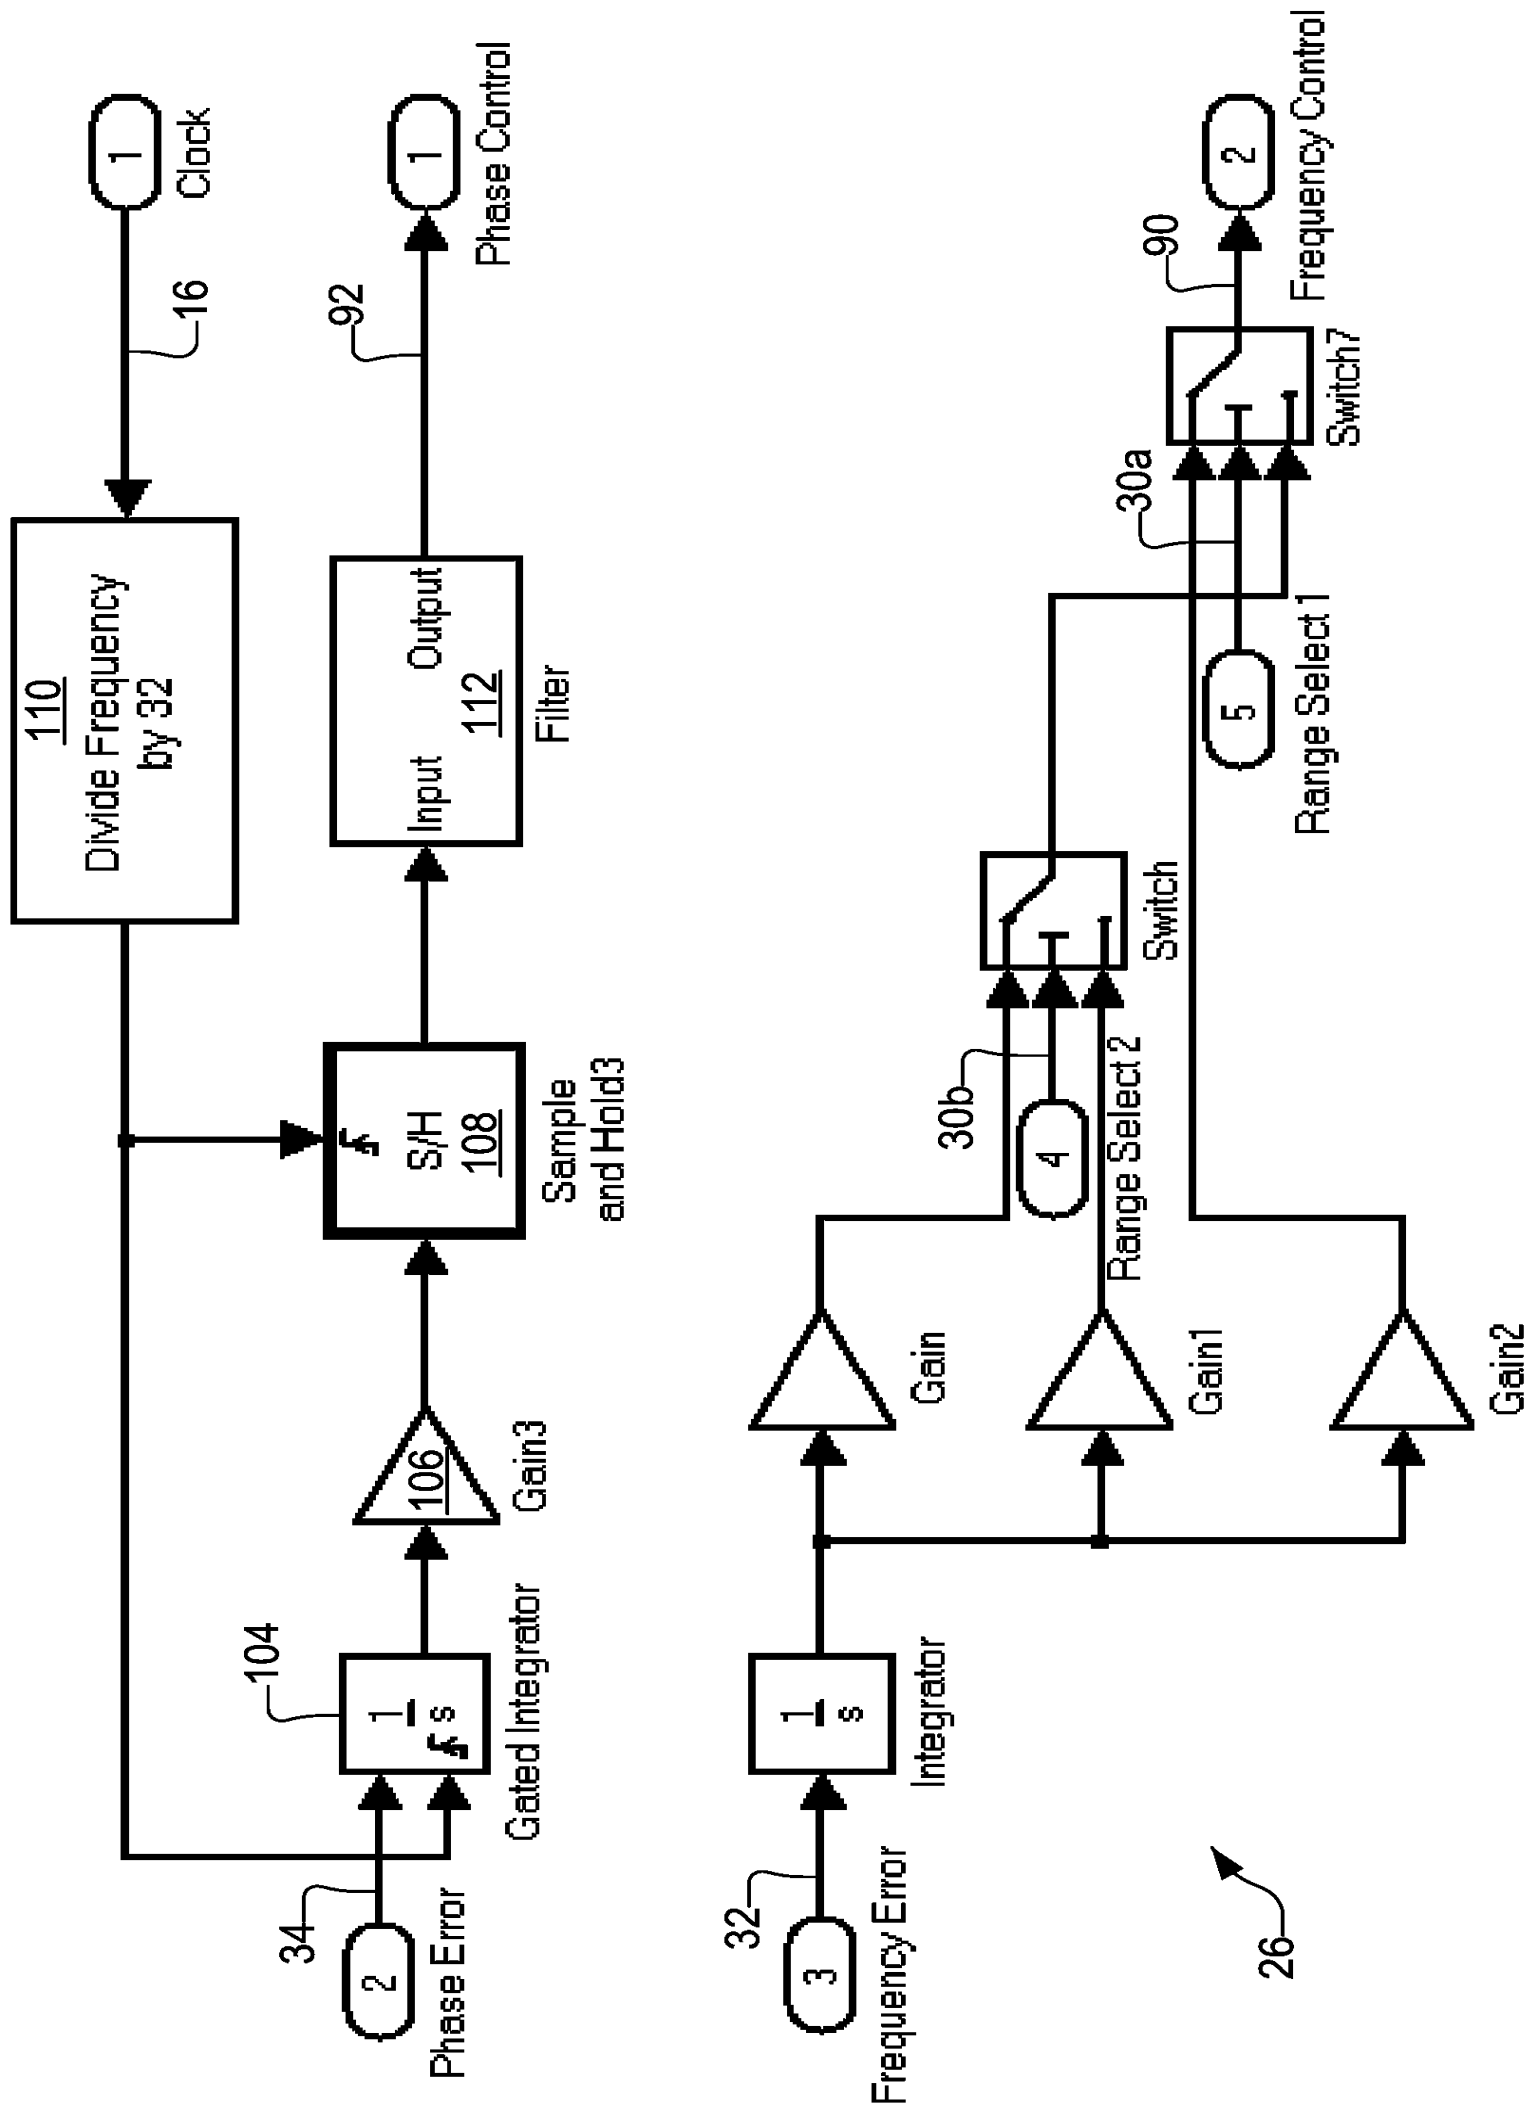 110
Divide Frequency
by 32
16
1
Clock
34
2
Phase Error
104
1
s
Gated Integrator
106
Gain3
S/H
108
Sample
and Hold3
Input
Output
112
Filter
92
1
Phase Control
32
3
Frequency Error
1
s
Integrator
Gain
Gain1
Gain2
30b
4
Range Select 2
Switch
30a
5
Range Select 1
Switch7
90
2
Frequency Control
26